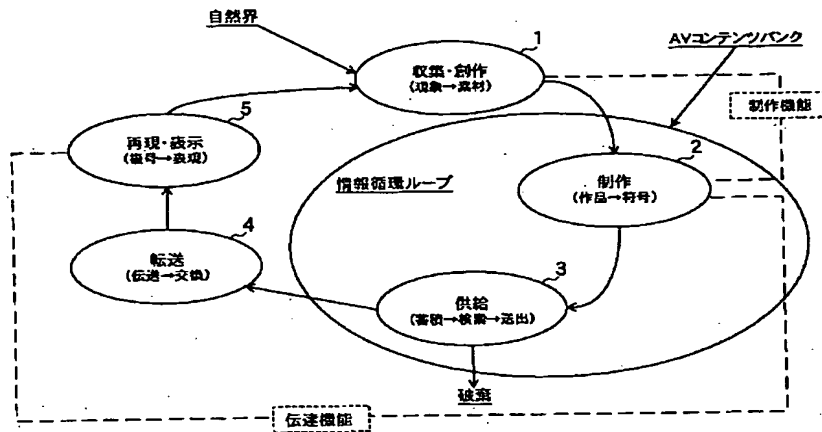 自然界
1
AVコンテンツバンク
収集・創作
(現象→素材)
制作機能
5
再現・表示
(復号→表現)
2
制作
(作品→符号)
情報循環ループ
4
転送
(伝送→交換)
3
供給
(蓄積→検索→送出)
破棄
伝達機能